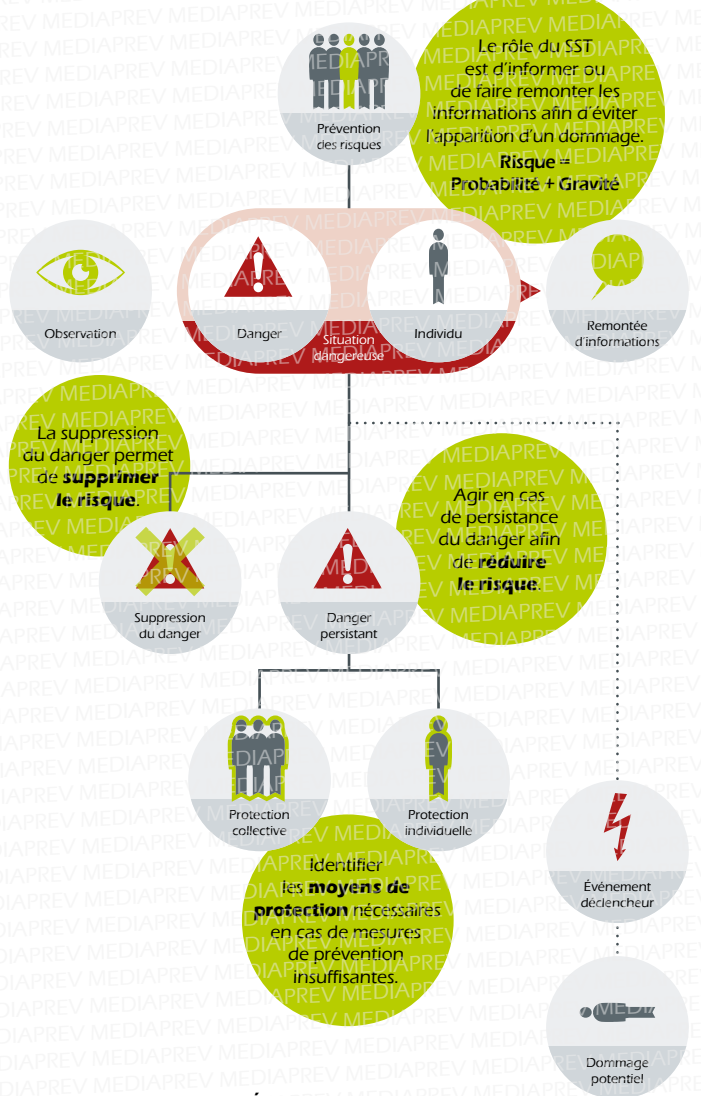 Le rôle du SST
est d'informer ou
de faire remonter les
informations afin d'éviter
l'apparition d'un dommage.
Risque =
Probabilité + Gravité
Prévention
des risques
Observation
Danger
Situation
dangereuse
Individu
Remontée
d'informations
La suppression
du danger permet
de supprimer
le risque.
Agir en cas
de persistance
du danger afin
de réduire
le risque.
Suppression
du danger
Danger
persistant
Protection
collective
Protection
individuelle
Identifier
les moyens de
protection nécessaires
en cas de mesures
de prévention
insuffisantes.
Événement
déclencheur
Dommage
potentiel
MEDIAPREV